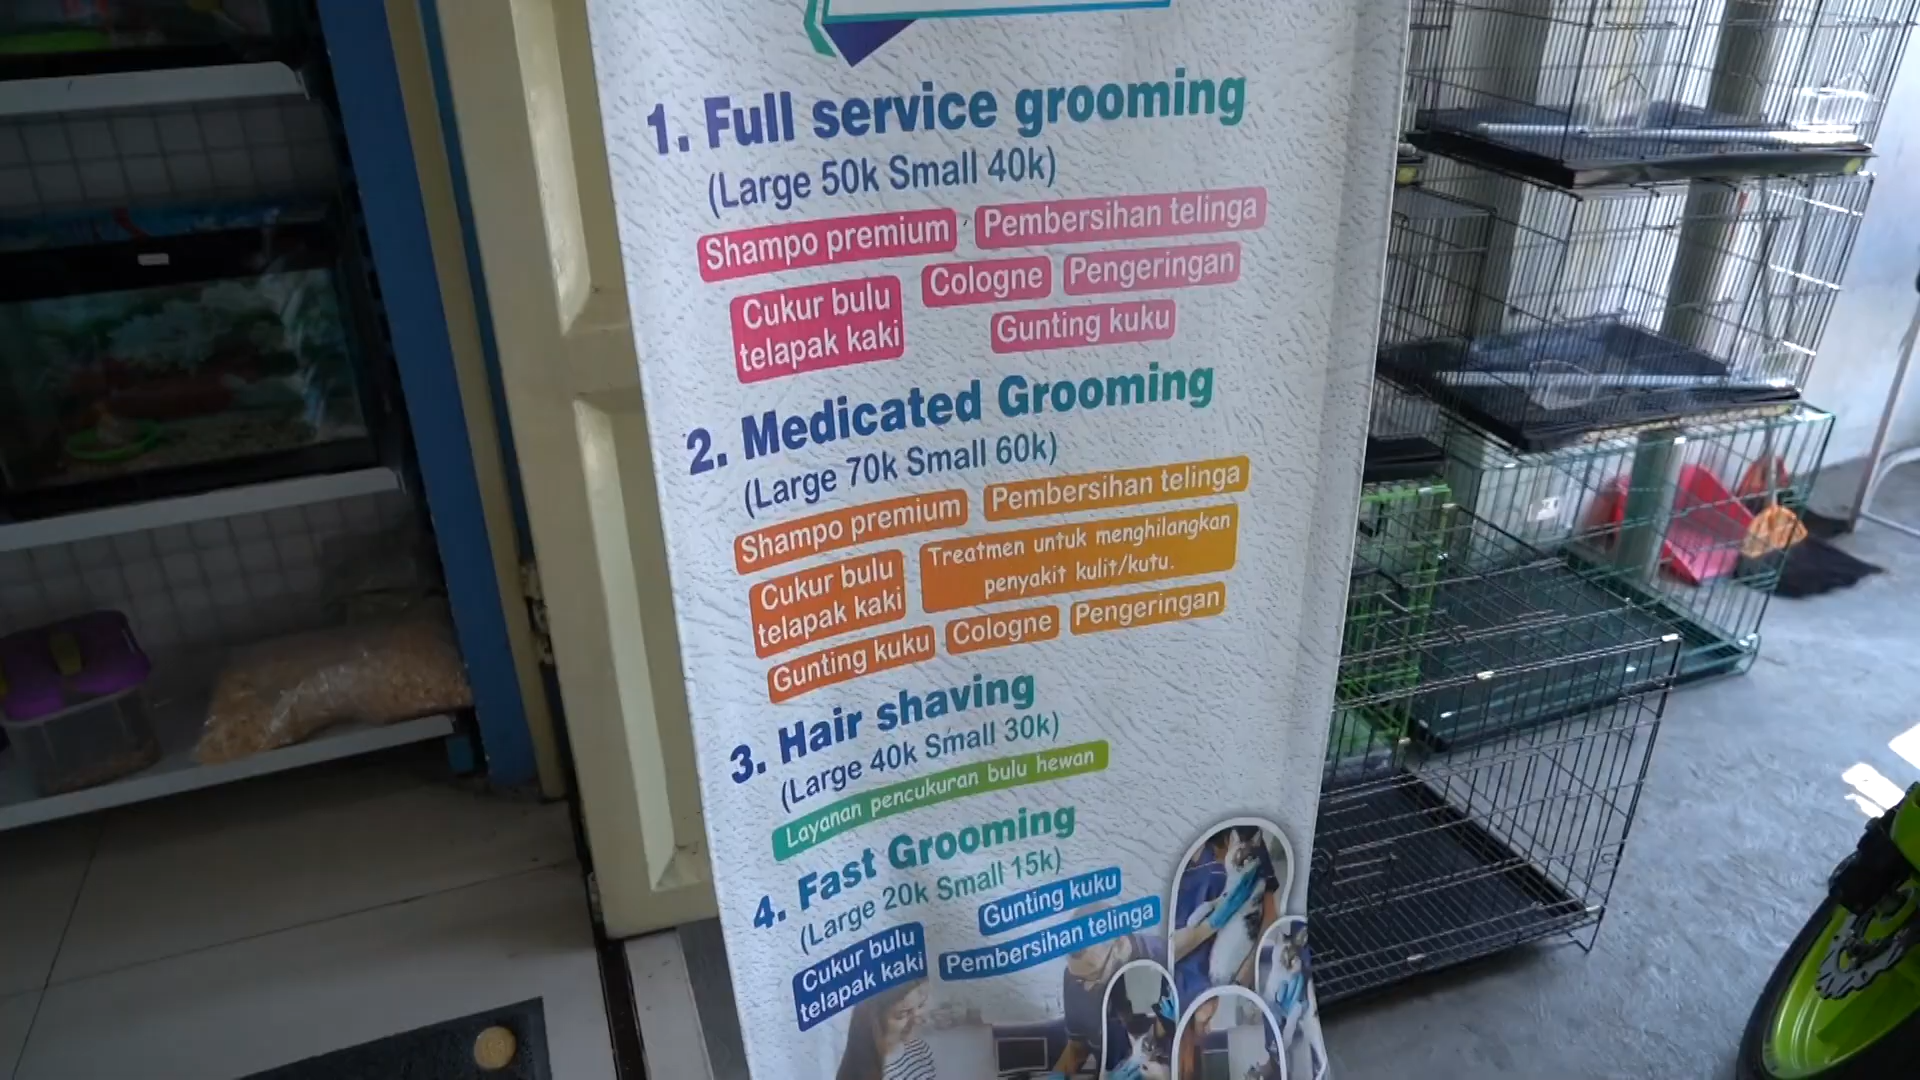 1. Full service grooming
(Large 50k Small 40k)
Shampo premium
Pembersihan telinga
Cukur bulu
telapak kaki
Cologne
Pengeringan
Gunting kuku
2. Medicated Grooming
(Large 70k Small 60k)
Shampo premium
Pembersihan telinga
Cukur bulu
telapak kaki
Treatmen untuk menghilangkan
penyakit kulit/kutu.
Gunting kuku
Cologne
Pengeringan
3. Hair shaving
(Large 40k Small 30k)
Layanan pencukuran bulu hewan
4. Fast Grooming
(Large 20k Small 15k)
Gunting kuku
Cukur bulu
telapak kaki
Pembersihan telinga